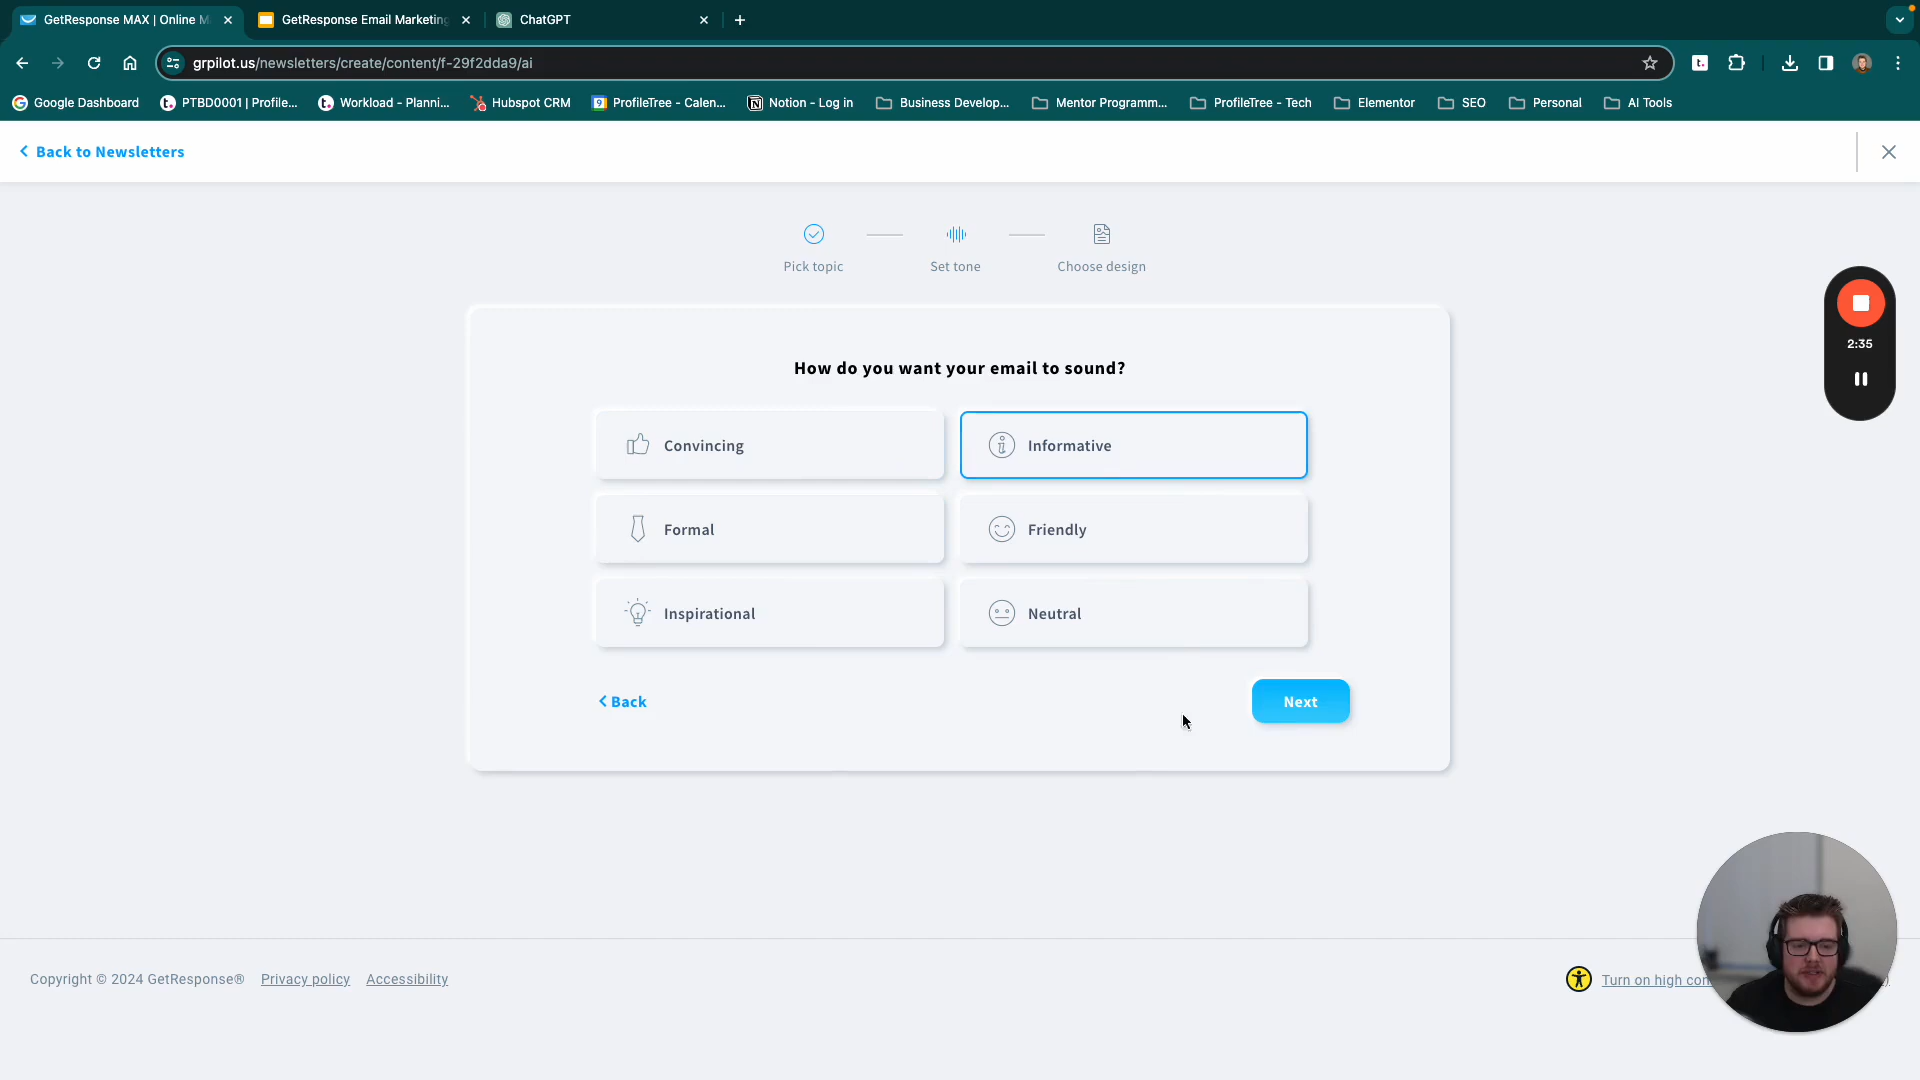 GetResponse MAX | Online M
GetResponse Email Marketing
ChatGPT
grpilot.us/newsletters/create/content/f-29f2dda9/ai
Google Dashboard
PTBD0001 | Profile...
Workload - Planni...
Hubspot CRM
ProfileTree - Calen...
Notion - Log in
Business Develop...
Mentor Programm...
ProfileTree - Tech
Elementor
SEO
Personal
AI Tools
Back to Newsletters
Pick topic
Set tone
Choose design
2:35
How do you want your email to sound?
Convincing
Informative
Formal
Friendly
Inspirational
Neutral
Back
Next
Copyright © 2024 GetResponse®
Privacy policy
Accessibility
Turn on high con